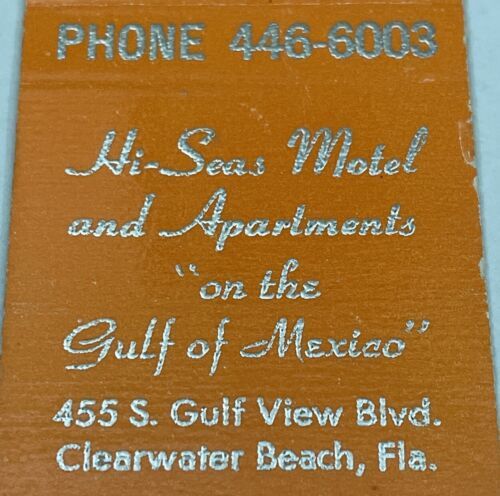 PHONE 446-6003
Hi-Seas Motel
and Apartments
"on the
Gulf of Mexico"
455 S. Gulf View Blvd.
Clearwater Beach, Fla.